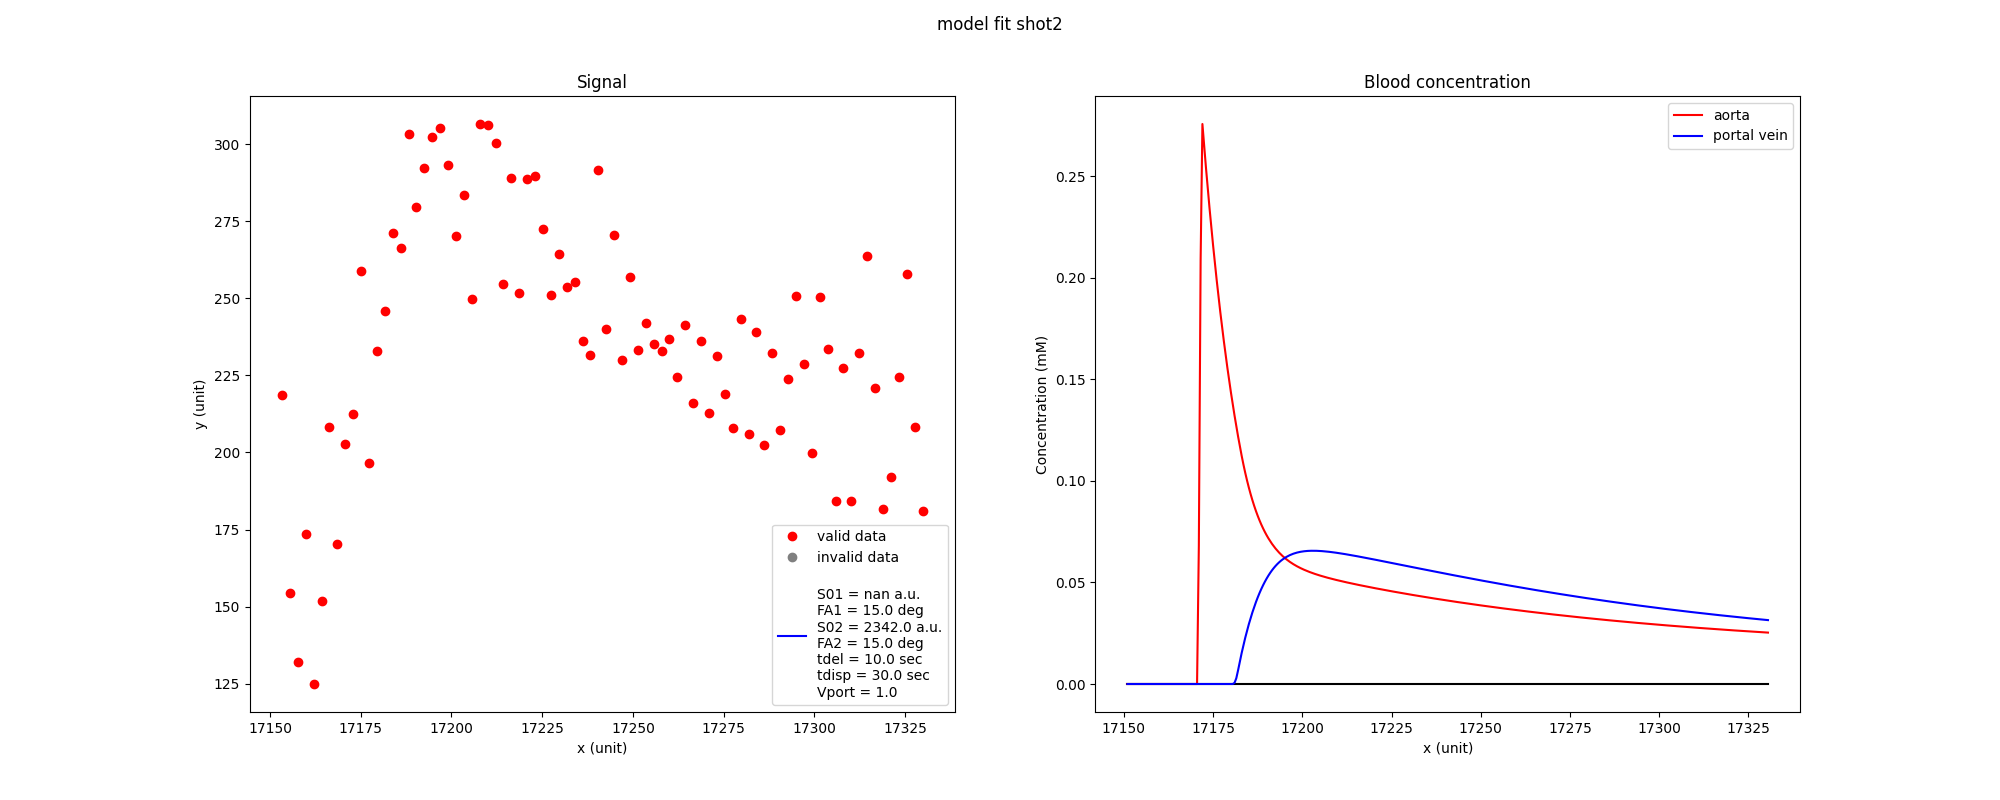 model fit shot2
Signal
y (unit)
300
275
250
225
200
175
150
125
17150 17175 17200 17225 17250 17275 17300 17325
x (unit)
valid data
invalid data
S01 = nan a.u.
FA1 = 15.0 deg
S02 = 2342.0 a.u.
FA2 = 15.0 deg
tdel = 10.0 sec
tdisp = 30.0 sec
Vport = 1.0
Blood concentration
Concentration (mM)
0.25
0.20
0.15
0.10
0.05
0.00
17150 17175 17200 17225 17250 17275 17300 17325
x (unit)
aorta
portal vein